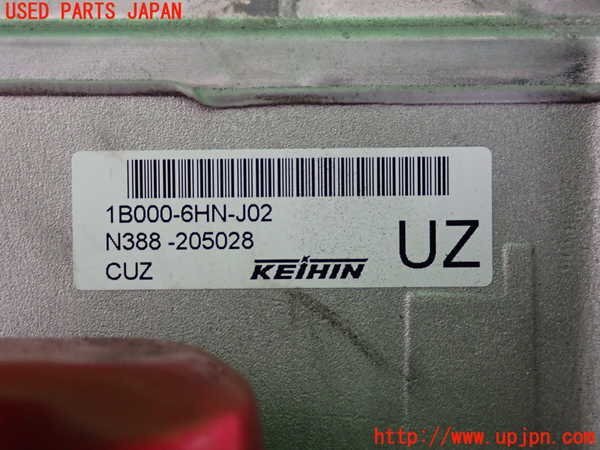 USED PARTS JAPAN
1B000-6HN-J02
N388-205028
CUZ
KEIHIN
UZ
http://www.upjpn.com/